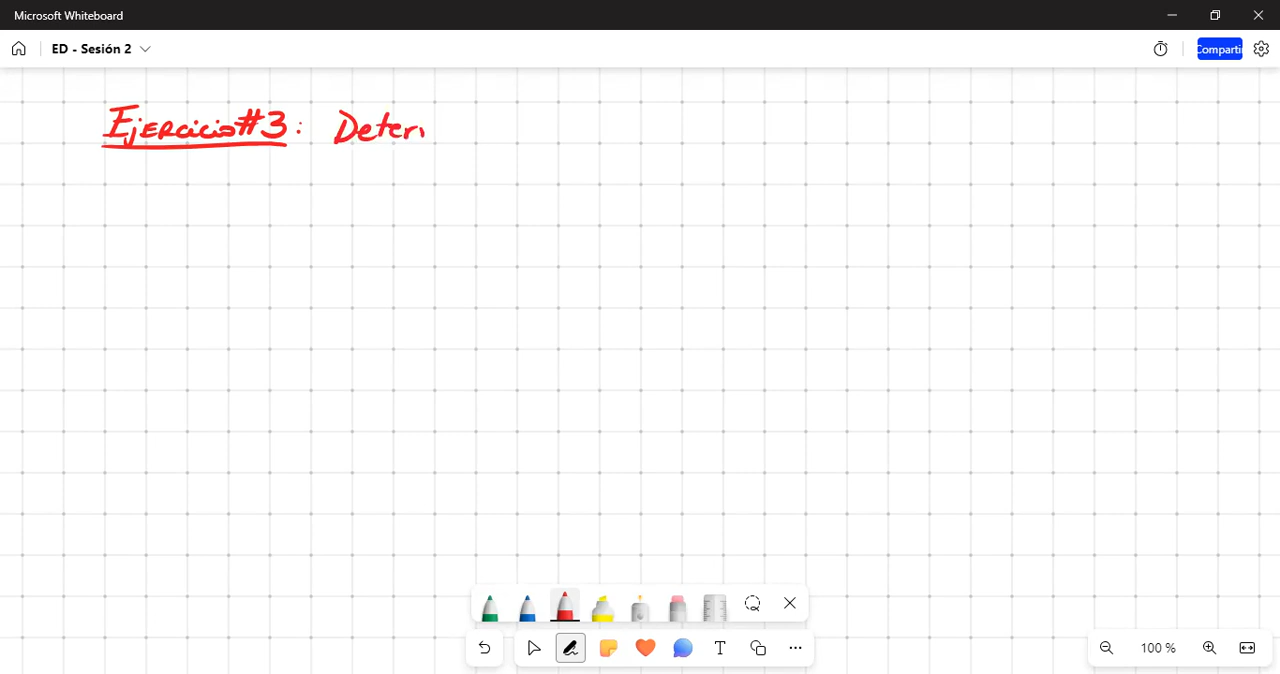 Microsoft Whiteboard
ED - Sesión 2
Comparti
Ejercicio #3: Deter
T
100 %